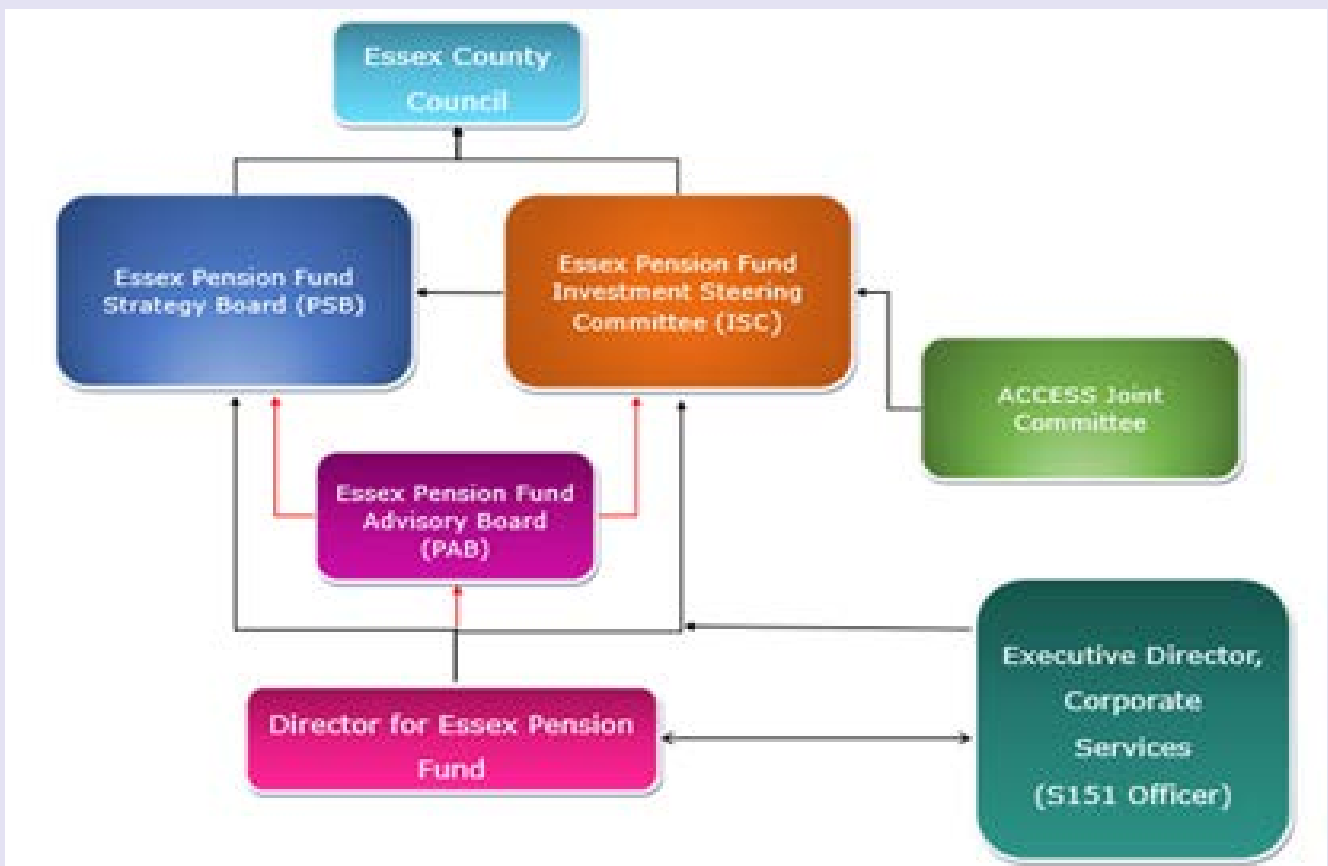 Essex County
Council
Essex Pension Fund
Strategy Board (PSB)
Essex Pension Fund
Investment Steering
Committee (ISC)
ACCESS Joint
Committee
Essex Pension Fund
Advisory Board
(PAB)
Director for Essex Pension
Fund
Executive Director,
Corporate
Services
(S151 Officer)